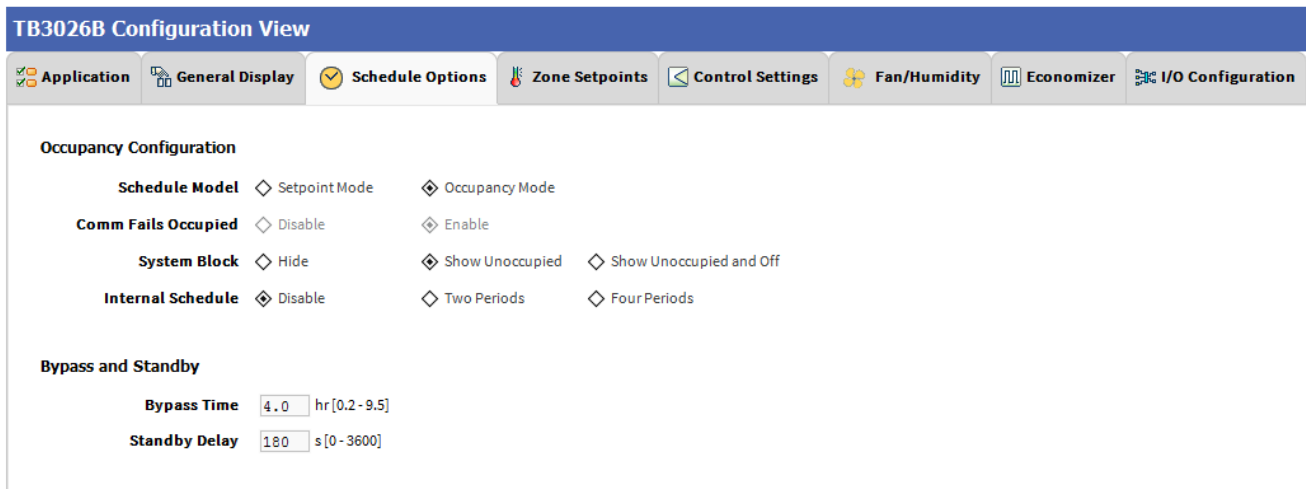 TB3026B Configuration View
Application General Display Schedule Options Zone Setpoints Control Settings Fan/Humidity Economizer I/O Configuration
Occupancy Configuration
Schedule Model Setpoint Mode Occupancy Mode
Comm Fails Occupied Disable Enable
System Block Hide Show Unoccupied Show Unoccupied and Off
Internal Schedule Disable Two Periods Four Periods
Bypass and Standby
Bypass Time 4.0 hr [0.2 - 9.5]
Standby Delay 180 s [0 - 3600]